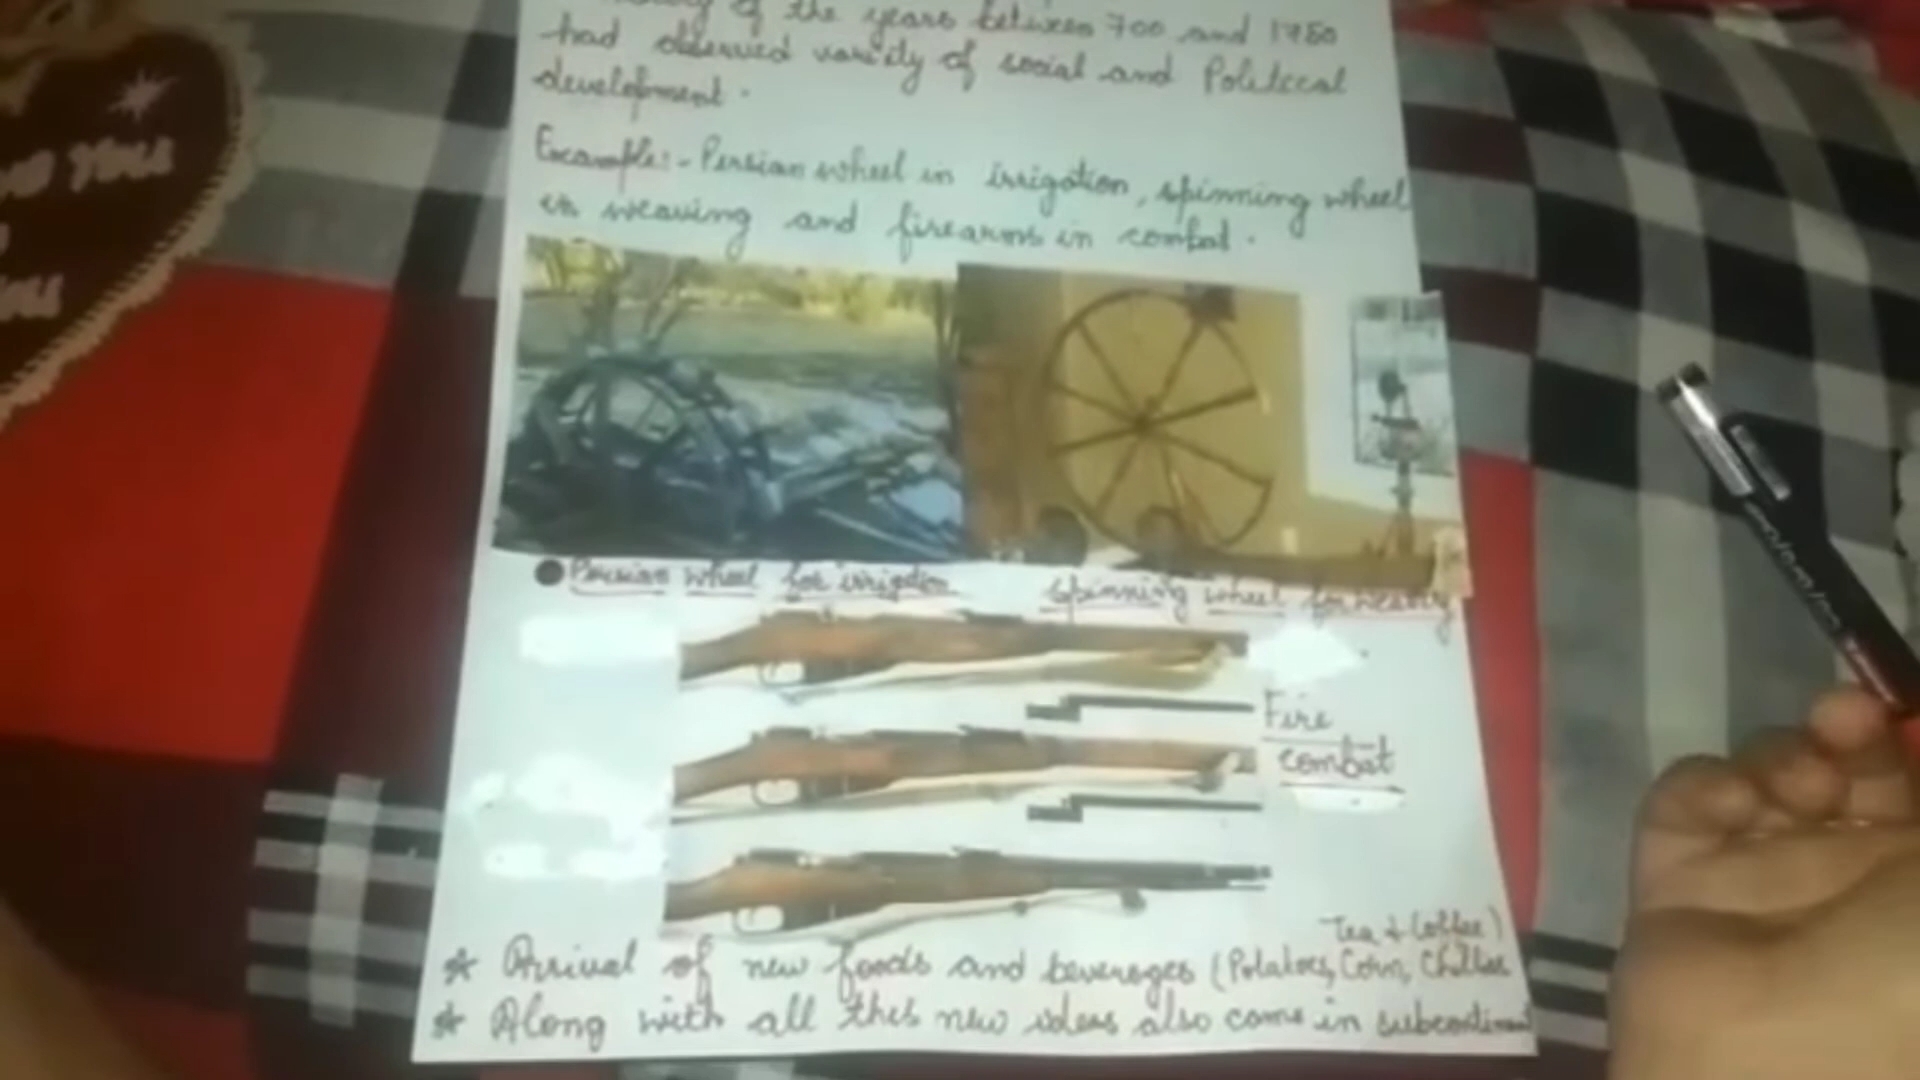 of the years between 700 and 1750
had observed variety of social and Political
development.
Example:- Persian wheel in irrigation, spinning wheel
in weaving and firearms in combat.
Persian wheel for irrigation
Spinning wheel for weaving
Fire
combat
Tea & Coffee)
* Arrival of new foods and beverages (Potatoes, Corn, Chillies
* Along with all this new ideas also come in subcontinent
YOU